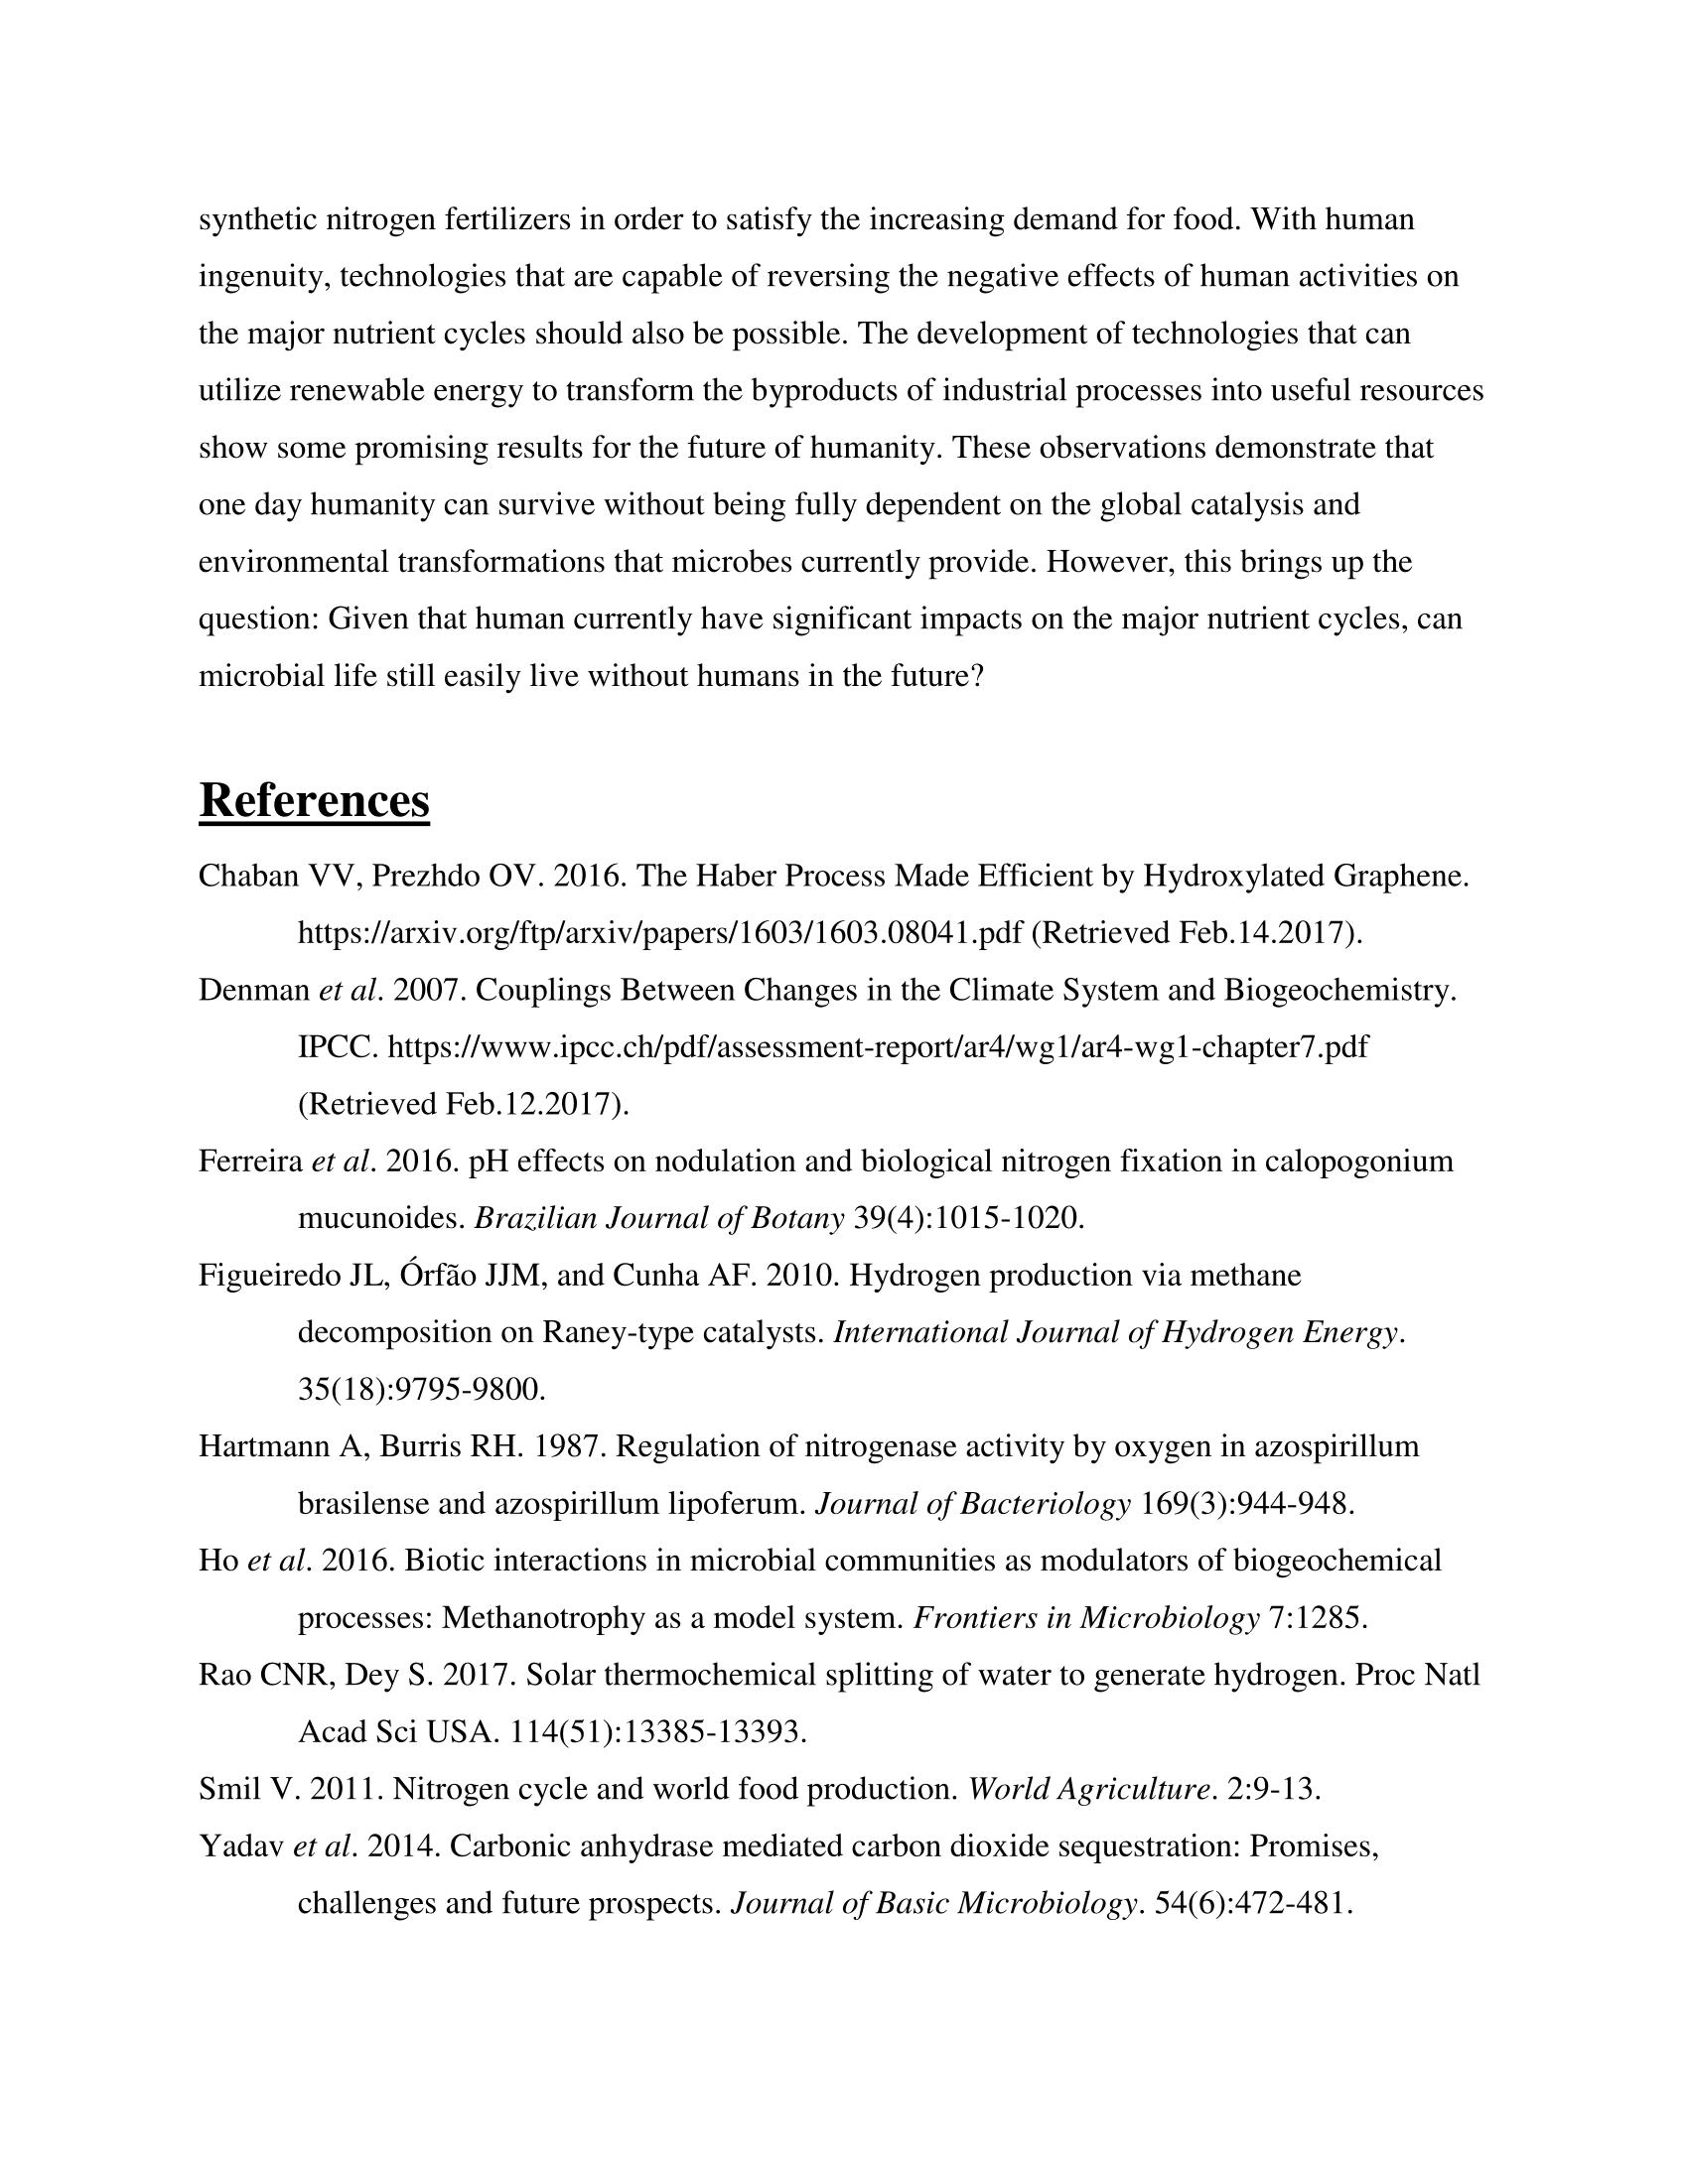 synthetic nitrogen fertilizers in order to satisfy the increasing demand for food. With human
ingenuity, technologies that are capable of reversing the negative effects of human activities on
the major nutrient cycles should also be possible. The development of technologies that can
utilize renewable energy to transform the byproducts of industrial processes into useful resources
show some promising results for the future of humanity. These observations demonstrate that
one day humanity can survive without being fully dependent on the global catalysis and
environmental transformations that microbes currently provide. However, this brings up the
question: Given that human currently have significant impacts on the major nutrient cycles, can
microbial life still easily live without humans in the future?
References
Chaban VV, Prezhdo OV. 2016. The Haber Process Made Efficient by Hydroxylated Graphene.
https://arxiv.org/ftp/arxiv/papers/1603/1603.08041.pdf (Retrieved Feb.14.2017).
Denman et al. 2007. Couplings Between Changes in the Climate System and Biogeochemistry.
IPCC. https://www.ipcc.ch/pdf/assessment-report/ar4/wg1/ar4-wg1-chapter7.pdf
(Retrieved Feb.12.2017).
Ferreira et al. 2016. pH effects on nodulation and biological nitrogen fixation in calopogonium
mucunoides. Brazilian Journal of Botany 39(4):1015-1020.
Figueiredo JL, Órfão JJM, and Cunha AF. 2010. Hydrogen production via methane
decomposition on Raney-type catalysts. International Journal of Hydrogen Energy.
35(18):9795-9800.
Hartmann A, Burris RH. 1987. Regulation of nitrogenase activity by oxygen in azospirillum
brasilense and azospirillum lipoferum. Journal of Bacteriology 169(3):944-948.
Ho et al. 2016. Biotic interactions in microbial communities as modulators of biogeochemical
processes: Methanotrophy as a model system. Frontiers in Microbiology 7:1285.
Rao CNR, Dey S. 2017. Solar thermochemical splitting of water to generate hydrogen. Proc Natl
Acad Sci USA. 114(51):13385-13393.
Smil V. 2011. Nitrogen cycle and world food production. World Agriculture. 2:9-13.
Yadav et al. 2014. Carbonic anhydrase mediated carbon dioxide sequestration: Promises,
challenges and future prospects. Journal of Basic Microbiology. 54(6):472-481.